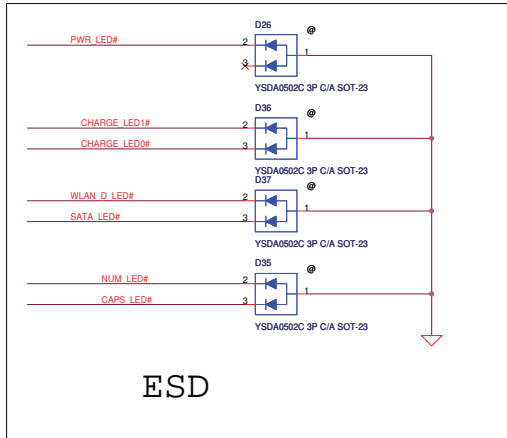 D26
@
PWR_LED#
2
1
3
YSDA0502C 3P C/A SOT-23
D36
@
CHARGE_LED1#
2
1
CHARGE_LED0#
3
YSDA0502C 3P C/A SOT-23
D37
@
WLAN_D_LED#
2
1
SATA_LED#
3
YSDA0502C 3P C/A SOT-23
D35
@
NUM_LED#
2
1
CAPS_LED#
3
YSDA0502C 3P C/A SOT-23
ESD